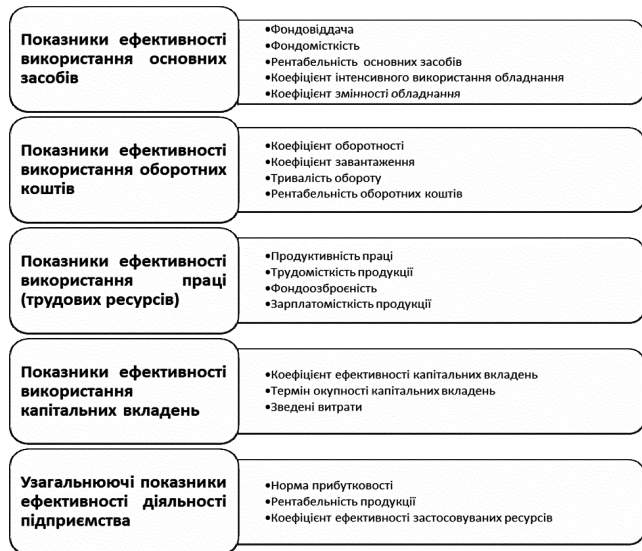 Показники ефективності
використання основних
засобів
•Фондовіддача
•Фондомісткість
•Рентабельність основних засобів
•Коефіцієнт інтенсивного використання обладнання
•Коефіцієнт змінності обладнання
Показники ефективності
використання оборотних
коштів
•Коефіцієнт оборотності
•Коефіцієнт завантаження
•Тривалість обороту
•Рентабельність оборотних коштів
Показники ефективності
використання праці
(трудових ресурсів)
•Продуктивність праці
•Трудомісткість продукції
•Фондоозброєність
•Зарплатомісткість продукції
Показники ефективності
використання
капітальних вкладень
•Коефіцієнт ефективності капітальних вкладень
•Термін окупності капітальних вкладень
•Зведені витрати
Узагальнюючі показники
ефективності діяльності
підприємства
•Норма прибутковості
•Рентабельність продукції
•Коефіцієнт ефективності застосовуваних ресурсів